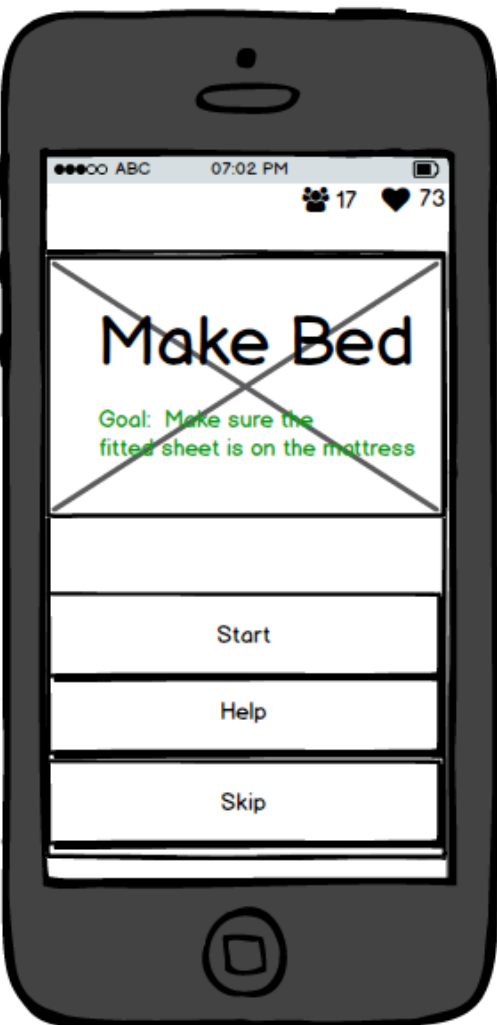 ABC 07:02 PM
17 73
Make Bed
Goal: Make sure the
fitted sheet is on the mattress
Start
Help
Skip